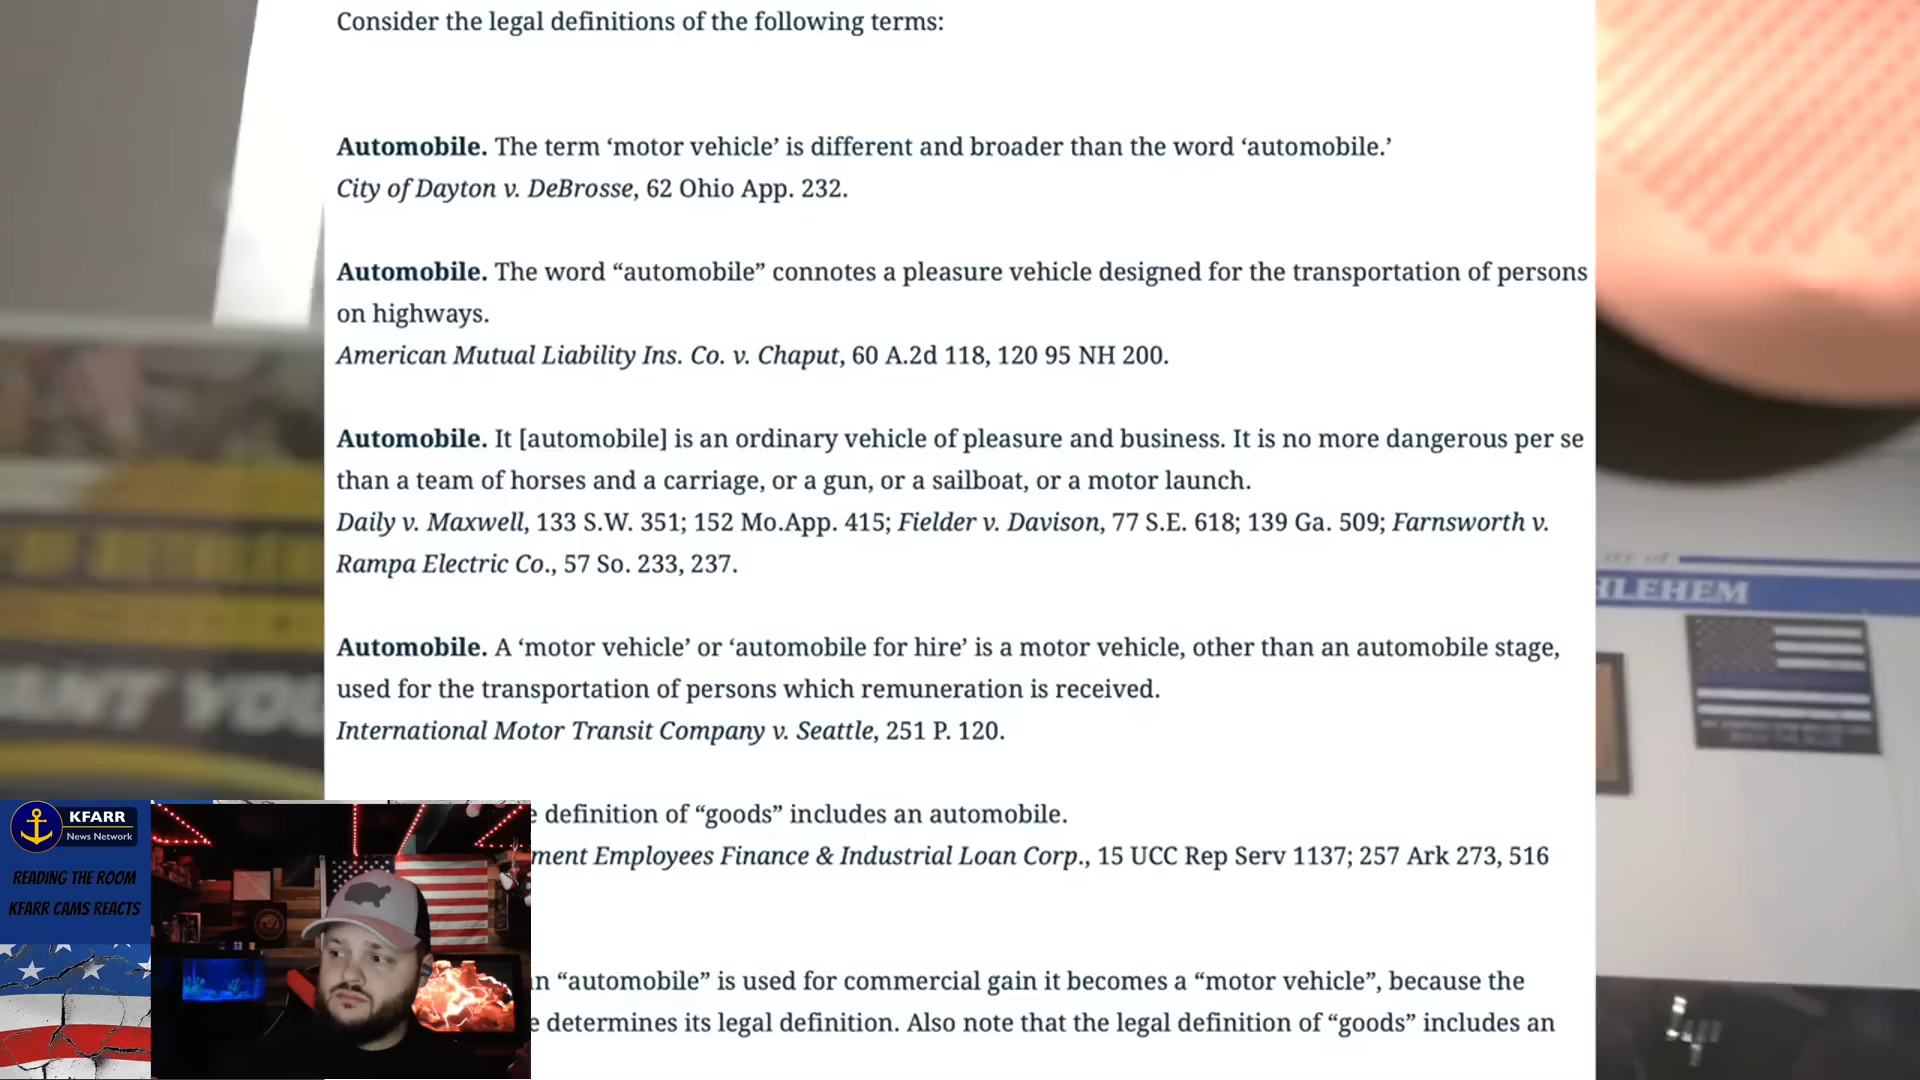 Consider the legal definitions of the following terms:
Automobile. The term ‘motor vehicle’ is different and broader than the word ‘automobile.’
City of Dayton v. DeBrosse, 62 Ohio App. 232.
Automobile. The word “automobile” connotes a pleasure vehicle designed for the transportation of persons
on highways.
American Mutual Liability Ins. Co. v. Chaput, 60 A.2d 118, 120 95 NH 200.
Automobile. It [automobile] is an ordinary vehicle of pleasure and business. It is no more dangerous per se
than a team of horses and a carriage, or a gun, or a sailboat, or a motor launch.
Daily v. Maxwell, 133 S.W. 351; 152 Mo.App. 415; Fielder v. Davison, 77 S.E. 618; 139 Ga. 509; Farnsworth v.
Rampa Electric Co., 57 So. 233, 237.
Automobile. A ‘motor vehicle’ or ‘automobile for hire’ is a motor vehicle, other than an automobile stage,
used for the transportation of persons which remuneration is received.
International Motor Transit Company v. Seattle, 251 P. 120.
definition of “goods” includes an automobile.
Employees Finance & Industrial Loan Corp., 15 UCC Rep Serv 1137; 257 Ark 273, 516
“automobile” is used for commercial gain it becomes a “motor vehicle”, because the
determines its legal definition. Also note that the legal definition of “goods” includes an
KFARR
News Network
READING THE ROOM
KFARR CAMS REACTS
HLEHEM
ANT YOU